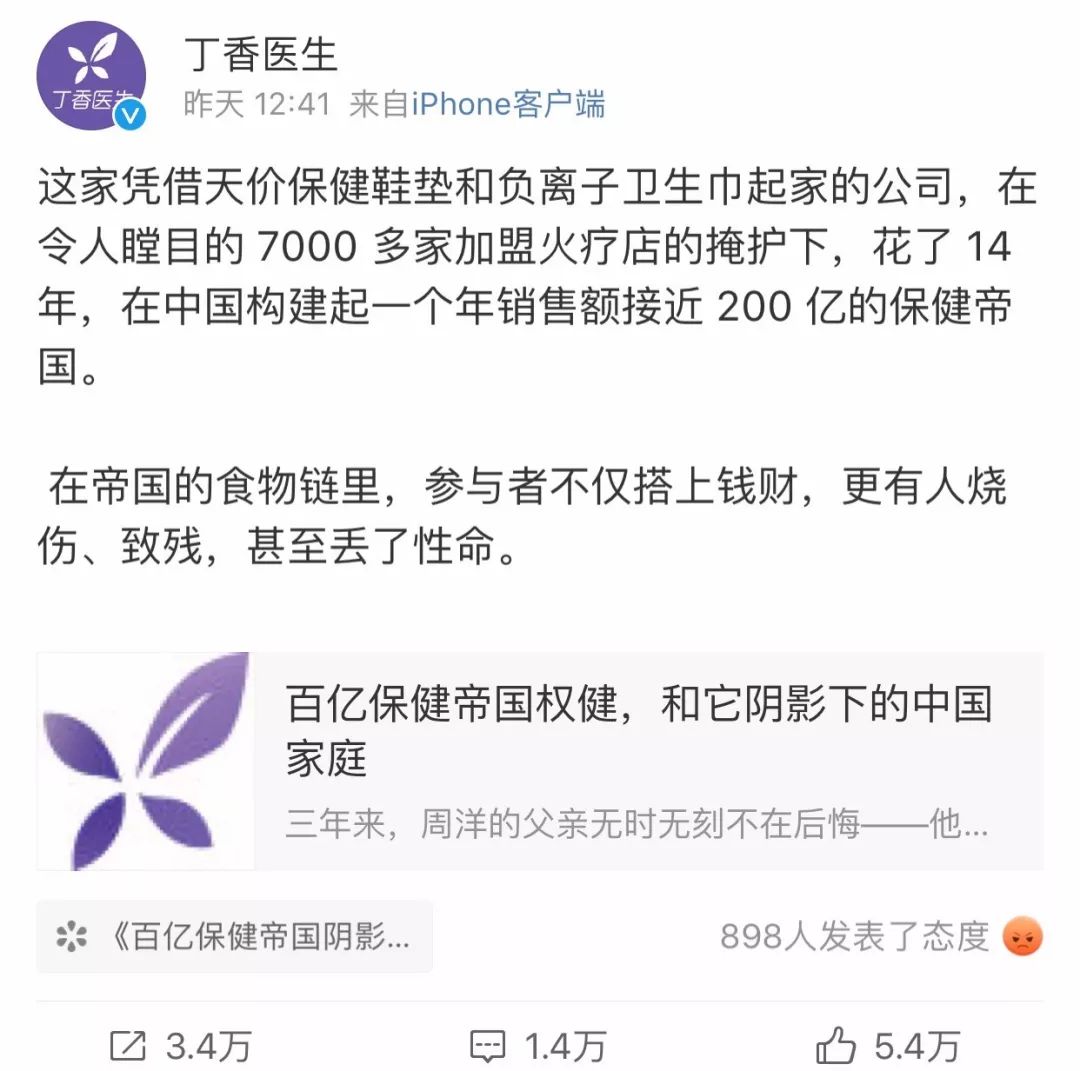 丁香医生
丁香医生
昨天 12:41 来自iPhone客户端
这家凭借天价保健鞋垫和负离子卫生巾起家的公司，在
令人瞠目的 7000 多家加盟火疗店的掩护下，花了 14
年，在中国构建起一个年销售额接近 200 亿的保健帝
国。
在帝国的食物链里，参与者不仅搭上钱财，更有人烧
伤、致残，甚至丢了性命。
百亿保健帝国权健，和它阴影下的中国
家庭
三年来，周洋的父亲无时无刻不在后悔——他...
《百亿保健帝国阴影...
898人发表了态度
3.4万
1.4万
5.4万